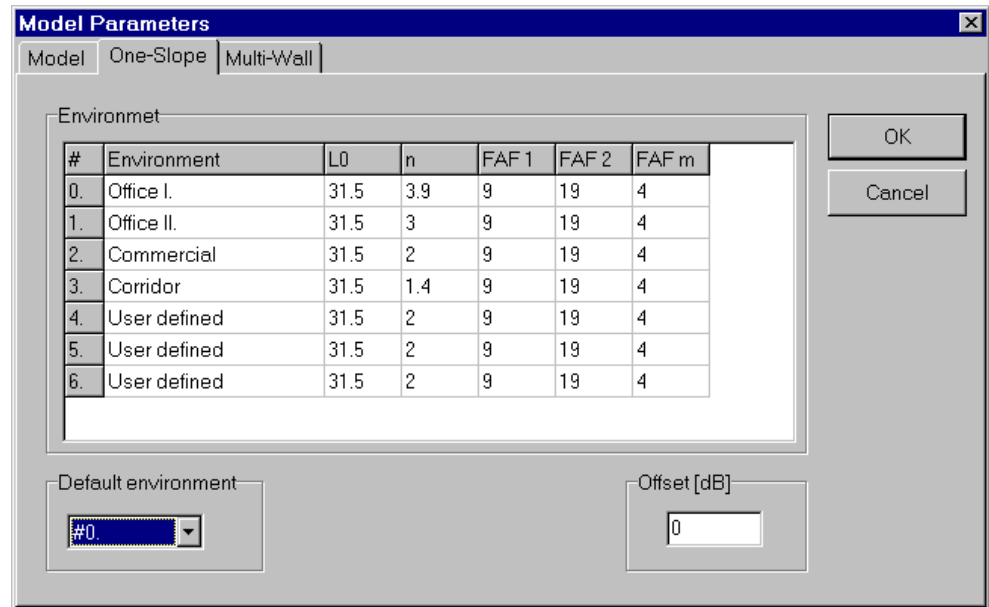 Model Parameters
Model One-Slope Multi-Wall
Environmet
# Environment L0 n FAF 1 FAF 2 FAF m
0. Office I. 31.5 3.9 9 19 4
1. Office II. 31.5 3 9 19 4
2. Commercial 31.5 2 9 19 4
3. Corridor 31.5 1.4 9 19 4
4. User defined 31.5 2 9 19 4
5. User defined 31.5 2 9 19 4
6. User defined 31.5 2 9 19 4
OK
Cancel
Default environment
#0.
Offset [dB]
0